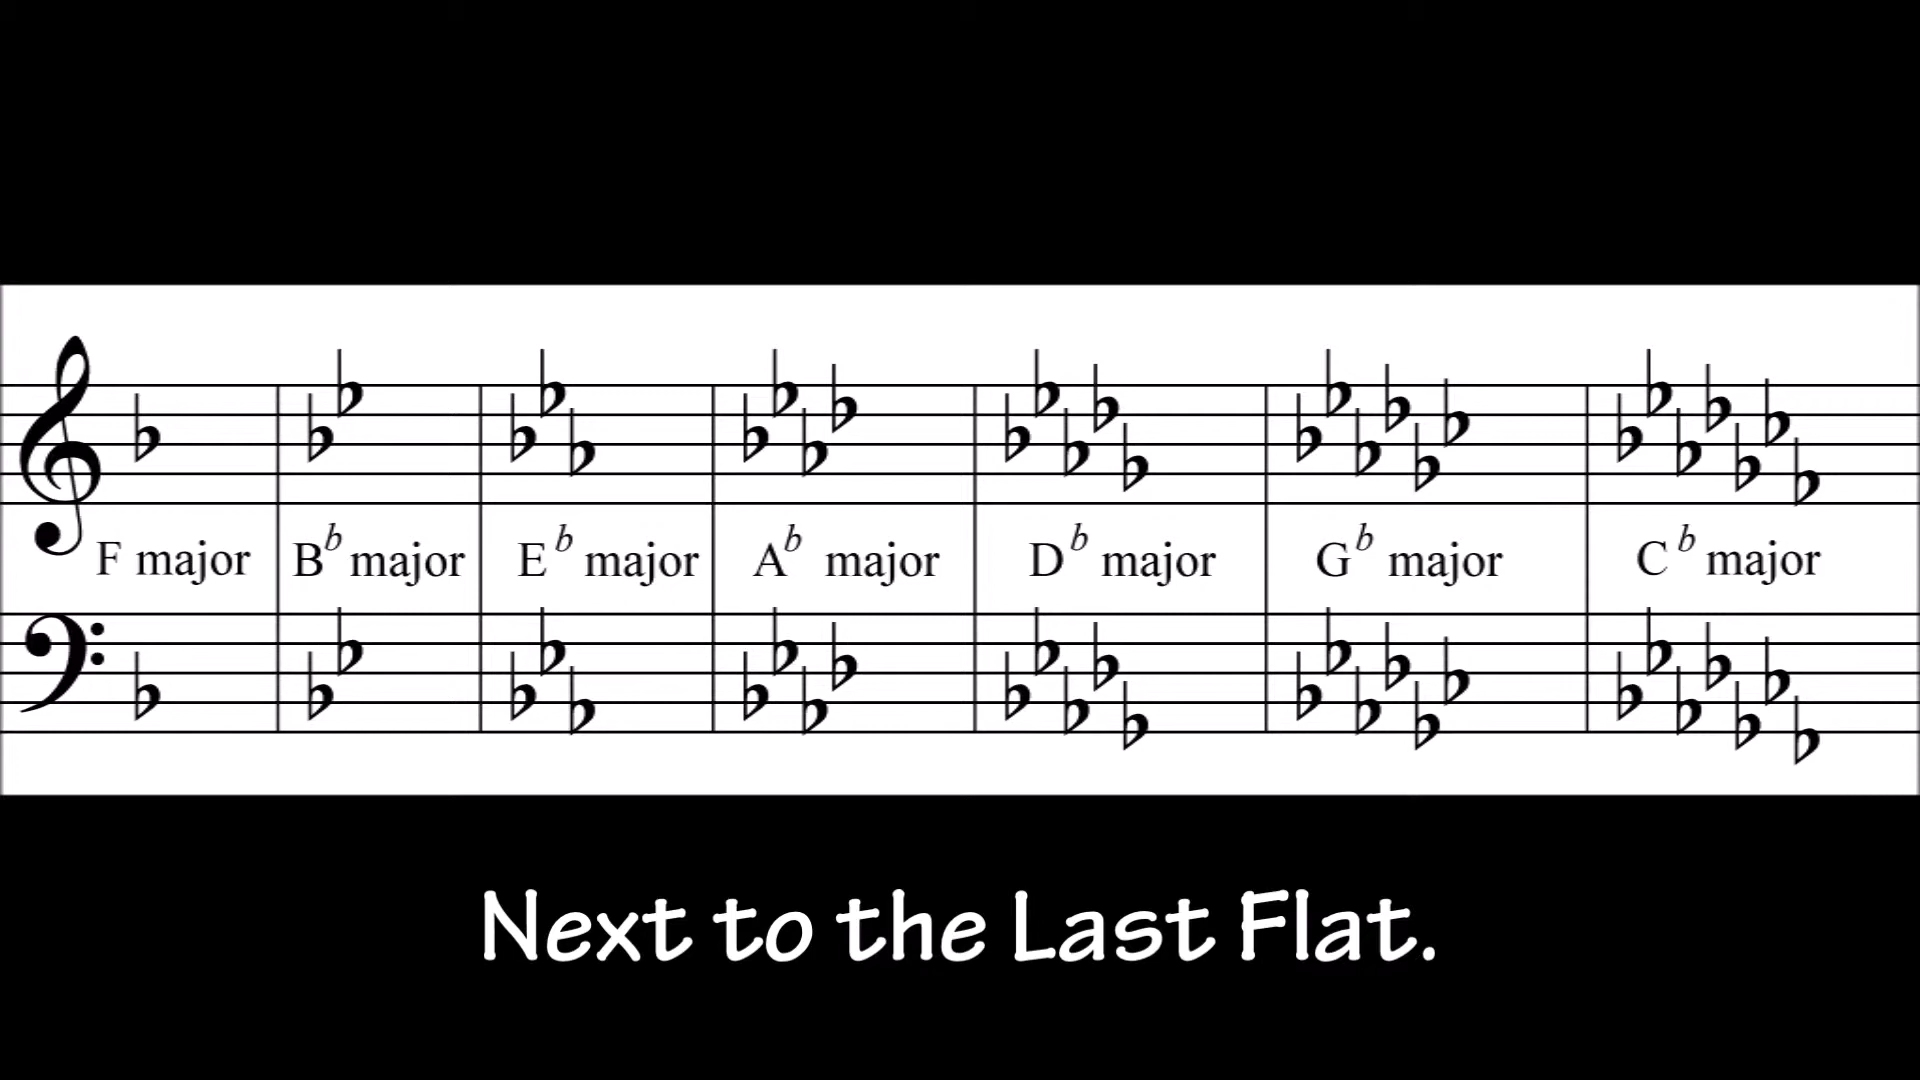 F major B♭ major E♭ major A♭ major D♭ major G♭ major C♭ major
Next to the Last Flat.